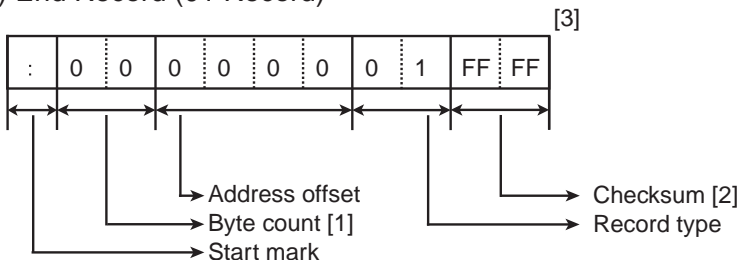 ) End Record (01 Record)
[3]
: 0 0 0 0 0 0 0 1 FF FF
Address offset
Checksum [2]
Byte count [1]
Record type
Start mark